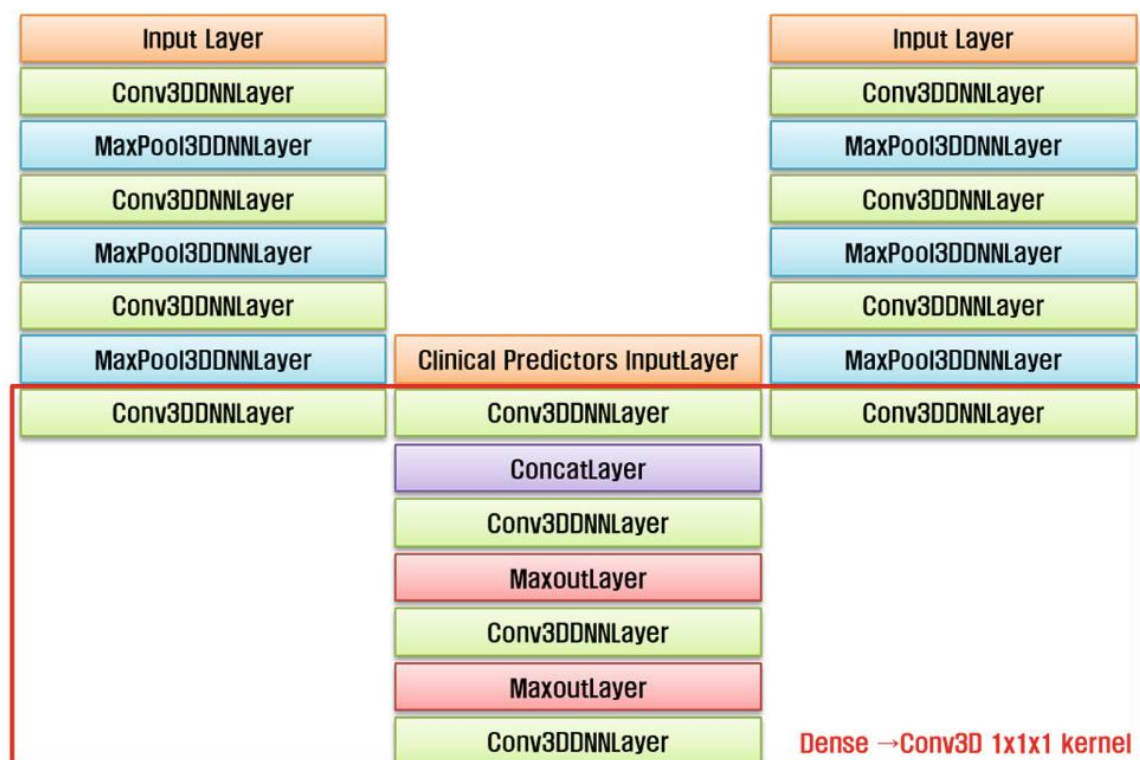 Input Layer
Conv3DDNNLayer
MaxPool3DDNNLayer
Conv3DDNNLayer
MaxPool3DDNNLayer
Conv3DDNNLayer
MaxPool3DDNNLayer
Conv3DDNNLayer
Clinical Predictors InputLayer
Conv3DDNNLayer
ConcatLayer
Conv3DDNNLayer
MaxoutLayer
Conv3DDNNLayer
MaxoutLayer
Conv3DDNNLayer
Input Layer
Conv3DDNNLayer
MaxPool3DDNNLayer
Conv3DDNNLayer
MaxPool3DDNNLayer
Conv3DDNNLayer
MaxPool3DDNNLayer
Conv3DDNNLayer
Dense →Conv3D 1x1x1 kernel